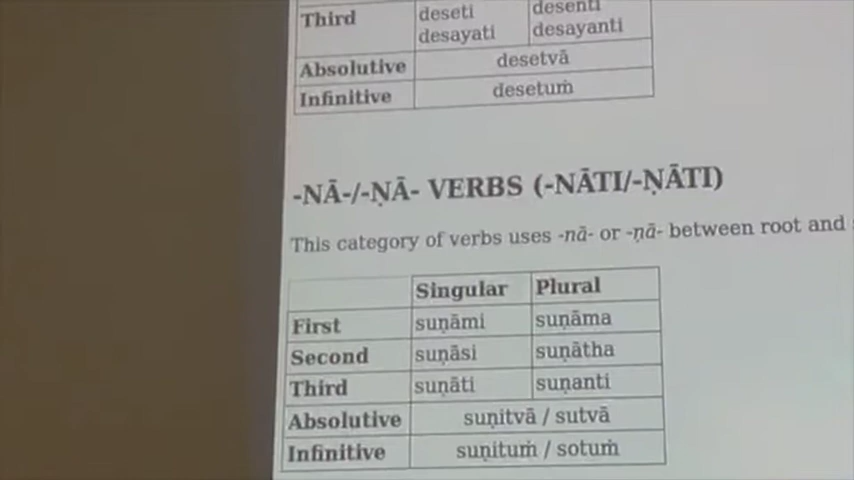 Third deseti desenti
desayati desayanti
Absolutive desetvā
Infinitive desetuṁ
-NĀ-/-ṆĀ- VERBS (-NĀTI/-ṆĀTI)
This category of verbs uses -nā- or -ṇā- between root and
Singular Plural
First suṇāmi suṇāma
Second suṇāsi suṇātha
Third suṇāti suṇanti
Absolutive suṇitvā / sutvā
Infinitive suṇituṁ / sotuṁ